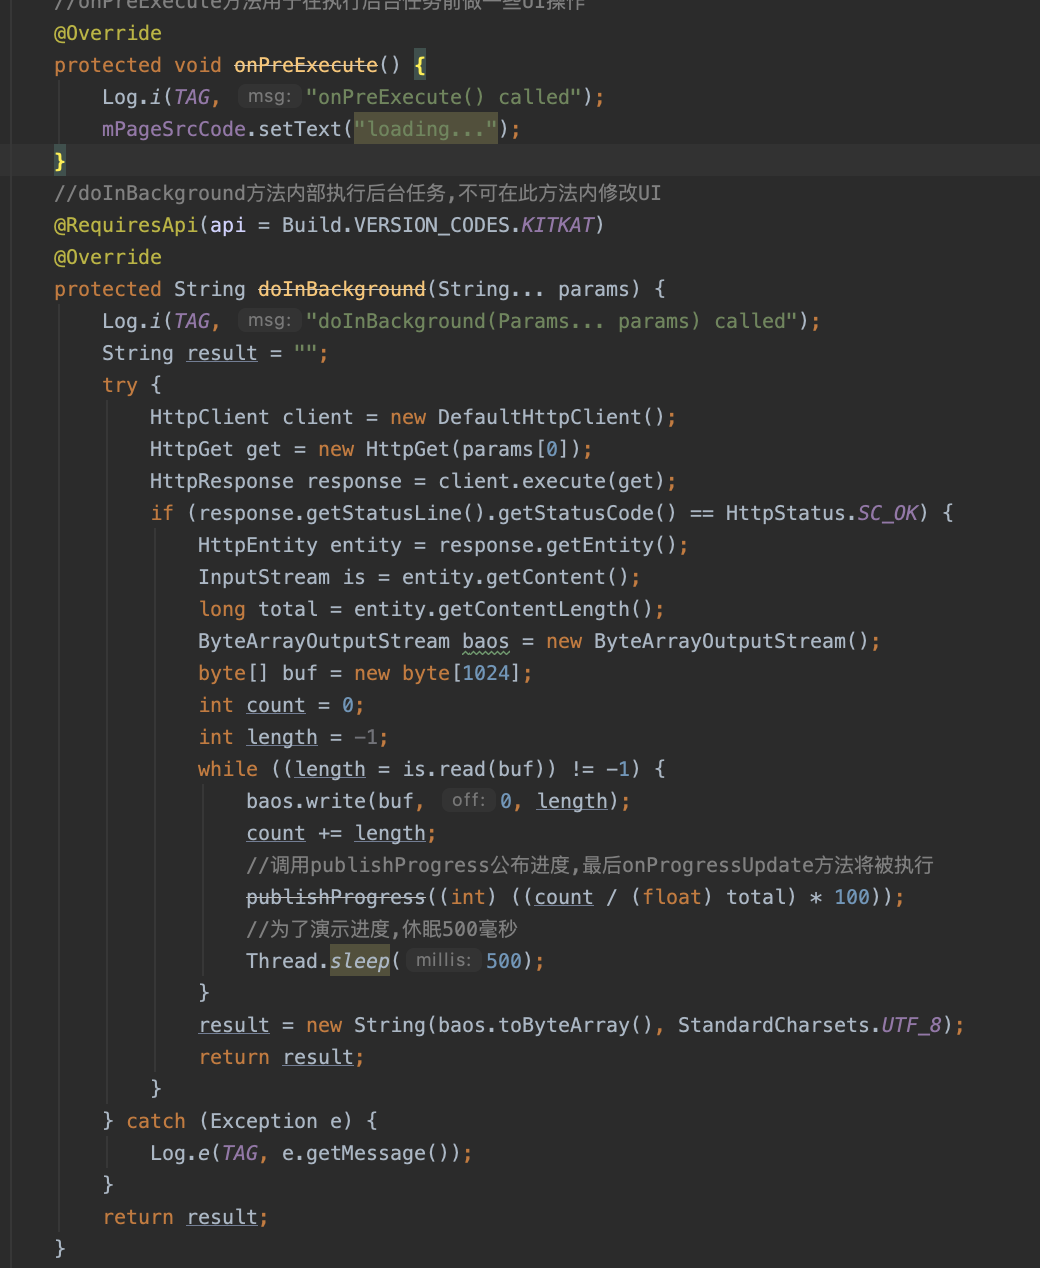 //onPreExecute方法用于在执行后台任务前做一些UI操作
@Override
protected void onPreExecute() {
Log.i(TAG, msg: "onPreExecute() called");
mPageSrcCode.setText("loading...");
}
//doInBackground方法内部执行后台任务,不可在此方法内修改UI
@RequiresApi(api = Build.VERSION_CODES.KITKAT)
@Override
protected String doInBackground(String... params) {
Log.i(TAG, msg: "doInBackground(Params... params) called");
String result = "";
try {
HttpClient client = new DefaultHttpClient();
HttpGet get = new HttpGet(params[0]);
HttpResponse response = client.execute(get);
if (response.getStatusLine().getStatusCode() == HttpStatus.SC_OK) {
HttpEntity entity = response.getEntity();
InputStream is = entity.getContent();
long total = entity.getContentLength();
ByteArrayOutputStream baos = new ByteArrayOutputStream();
byte[] buf = new byte[1024];
int count = 0;
int length = -1;
while ((length = is.read(buf)) != -1) {
baos.write(buf, off: 0, length);
count += length;
//调用publishProgress公布进度,最后onProgressUpdate方法将被执行
publishProgress((int) ((count / (float) total) * 100));
//为了演示进度,休眠500毫秒
Thread.sleep( millis: 500);
}
result = new String(baos.toByteArray(), StandardCharsets.UTF_8);
return result;
}
} catch (Exception e) {
Log.e(TAG, e.getMessage());
}
return result;
}